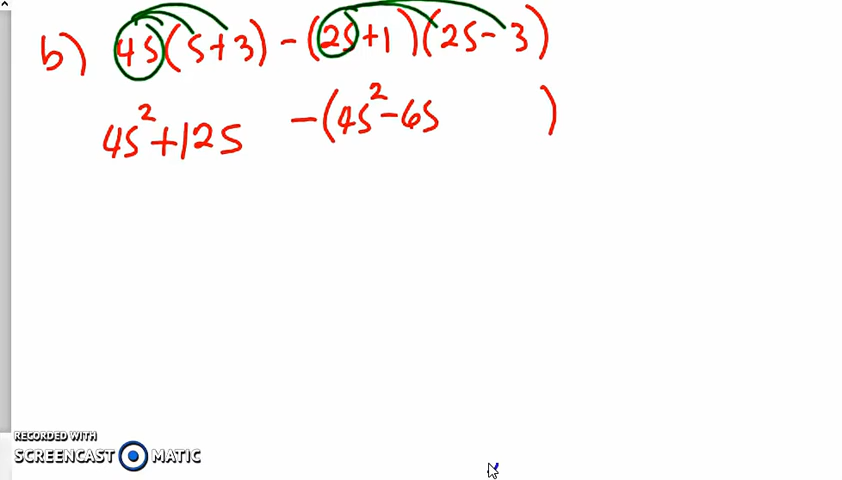 b) 4s(s+3) - (2s+1)(2s-3)
4s²+12s -(4s²-6s )
RECORDED WITH
SCREENCAST MATIC